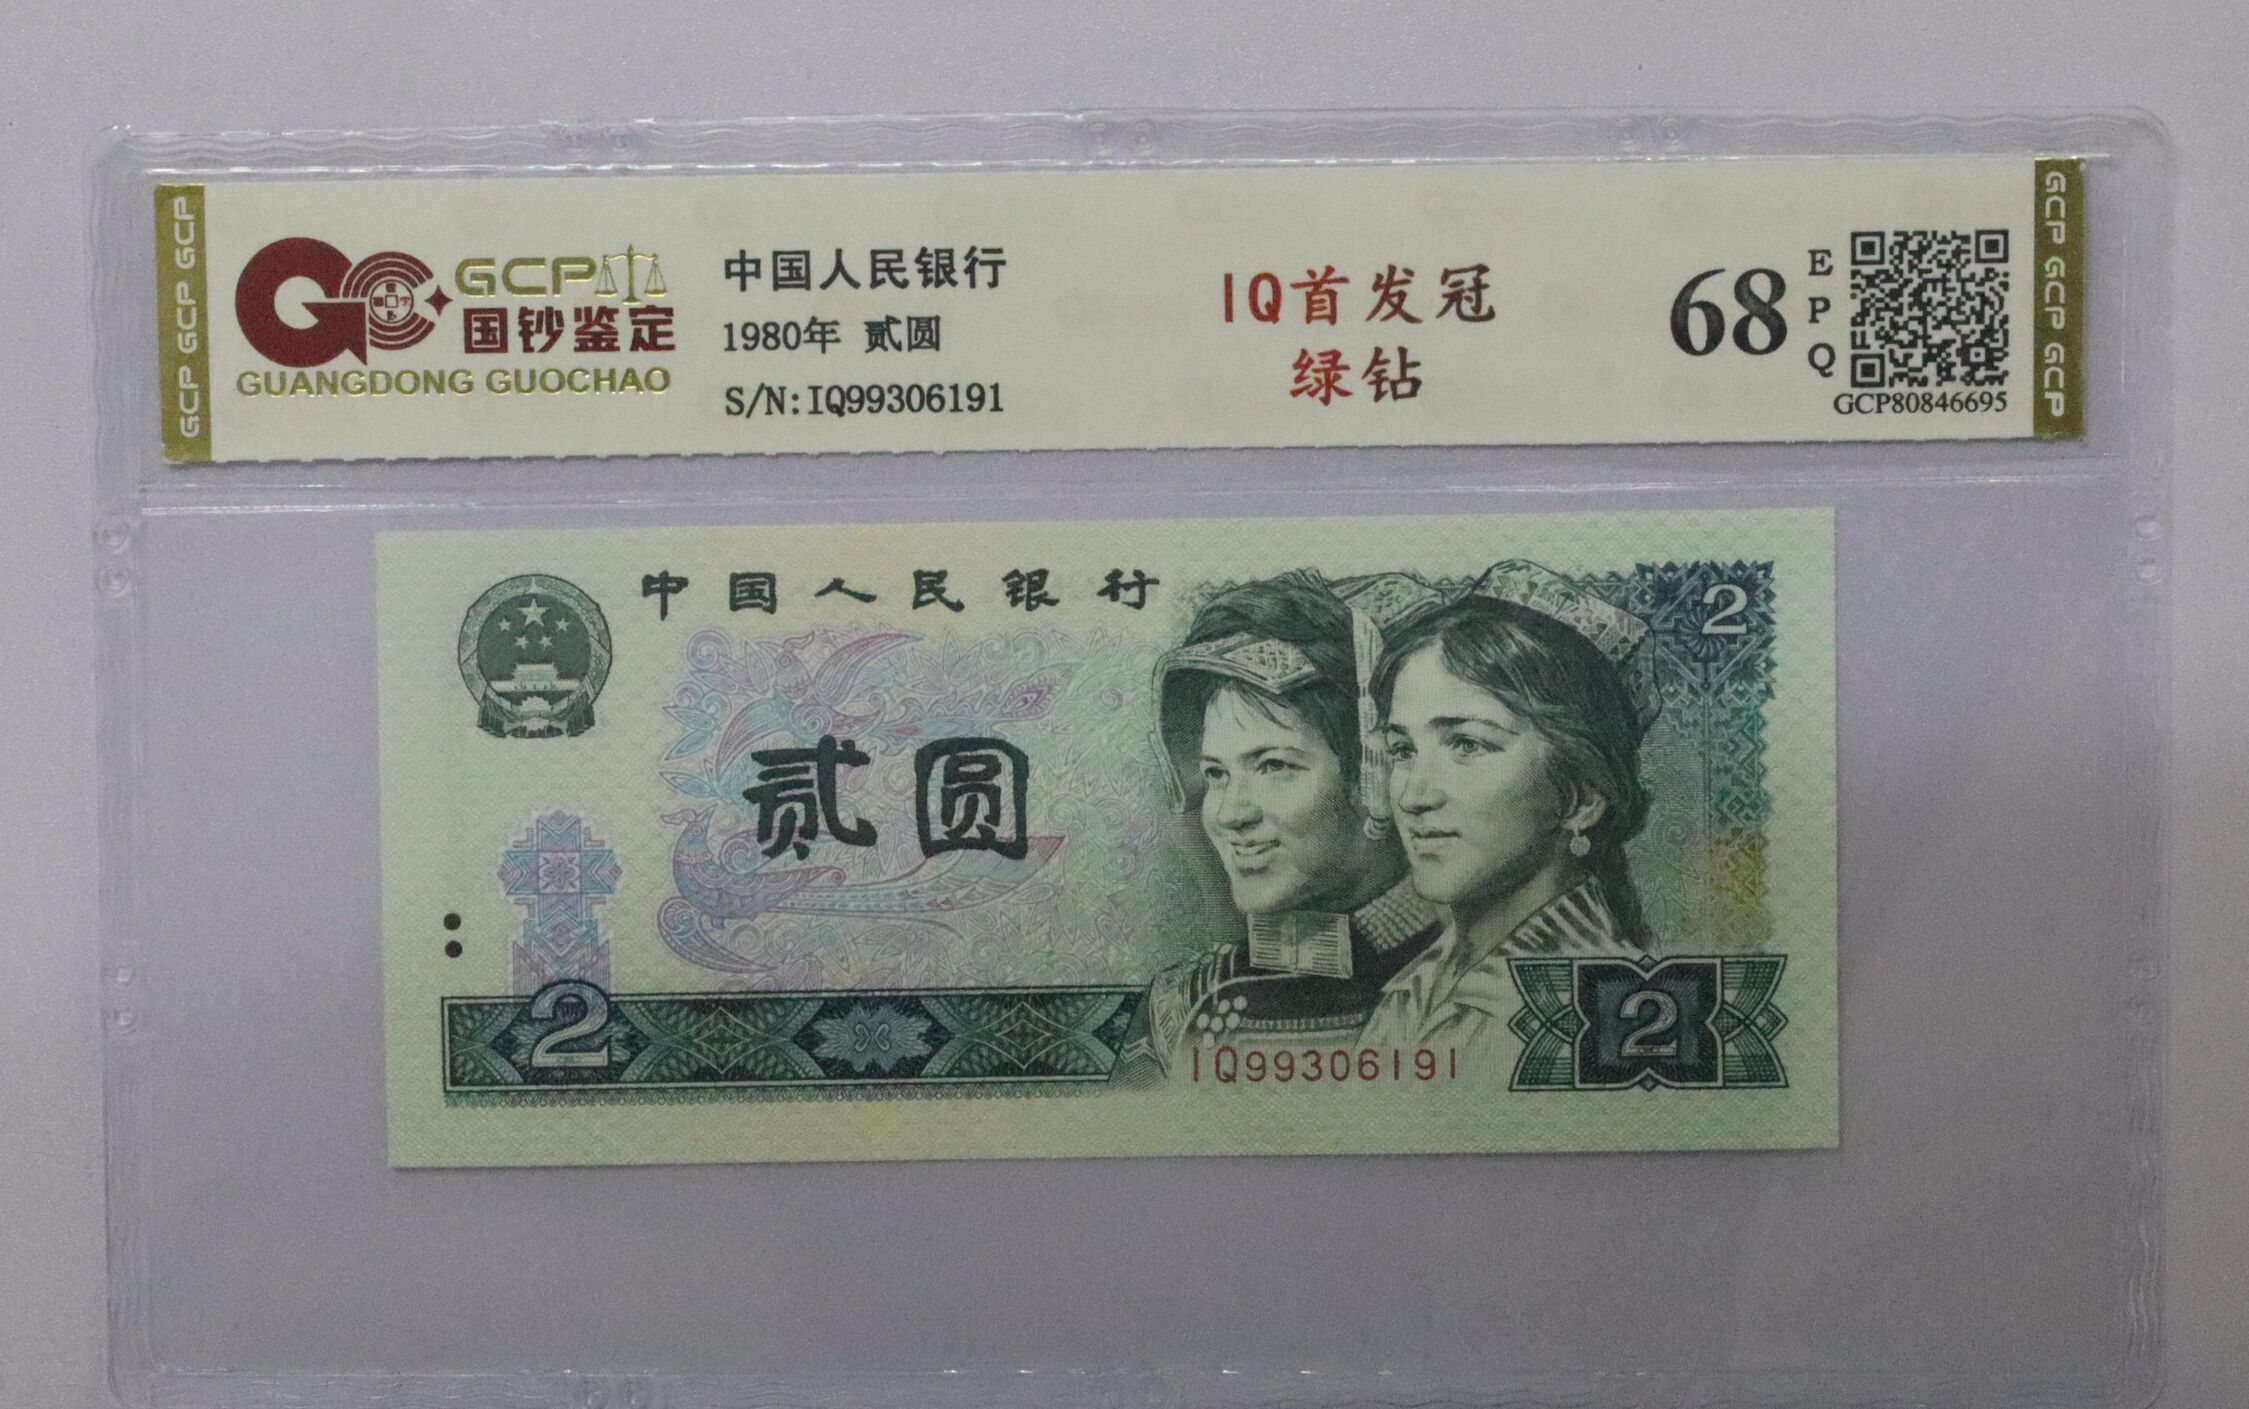 GCP GCP GCP
GCP
国钞鉴定
GUANGDONG GUOCHAO
中国人民银行
1980年 贰圆
S/N:IQ99306191
IQ首发冠
绿钻
68
EPQ
GCP80846695
GCP GCP GCP
中国人民银行
2
贰圆
2
IQ99306191
2